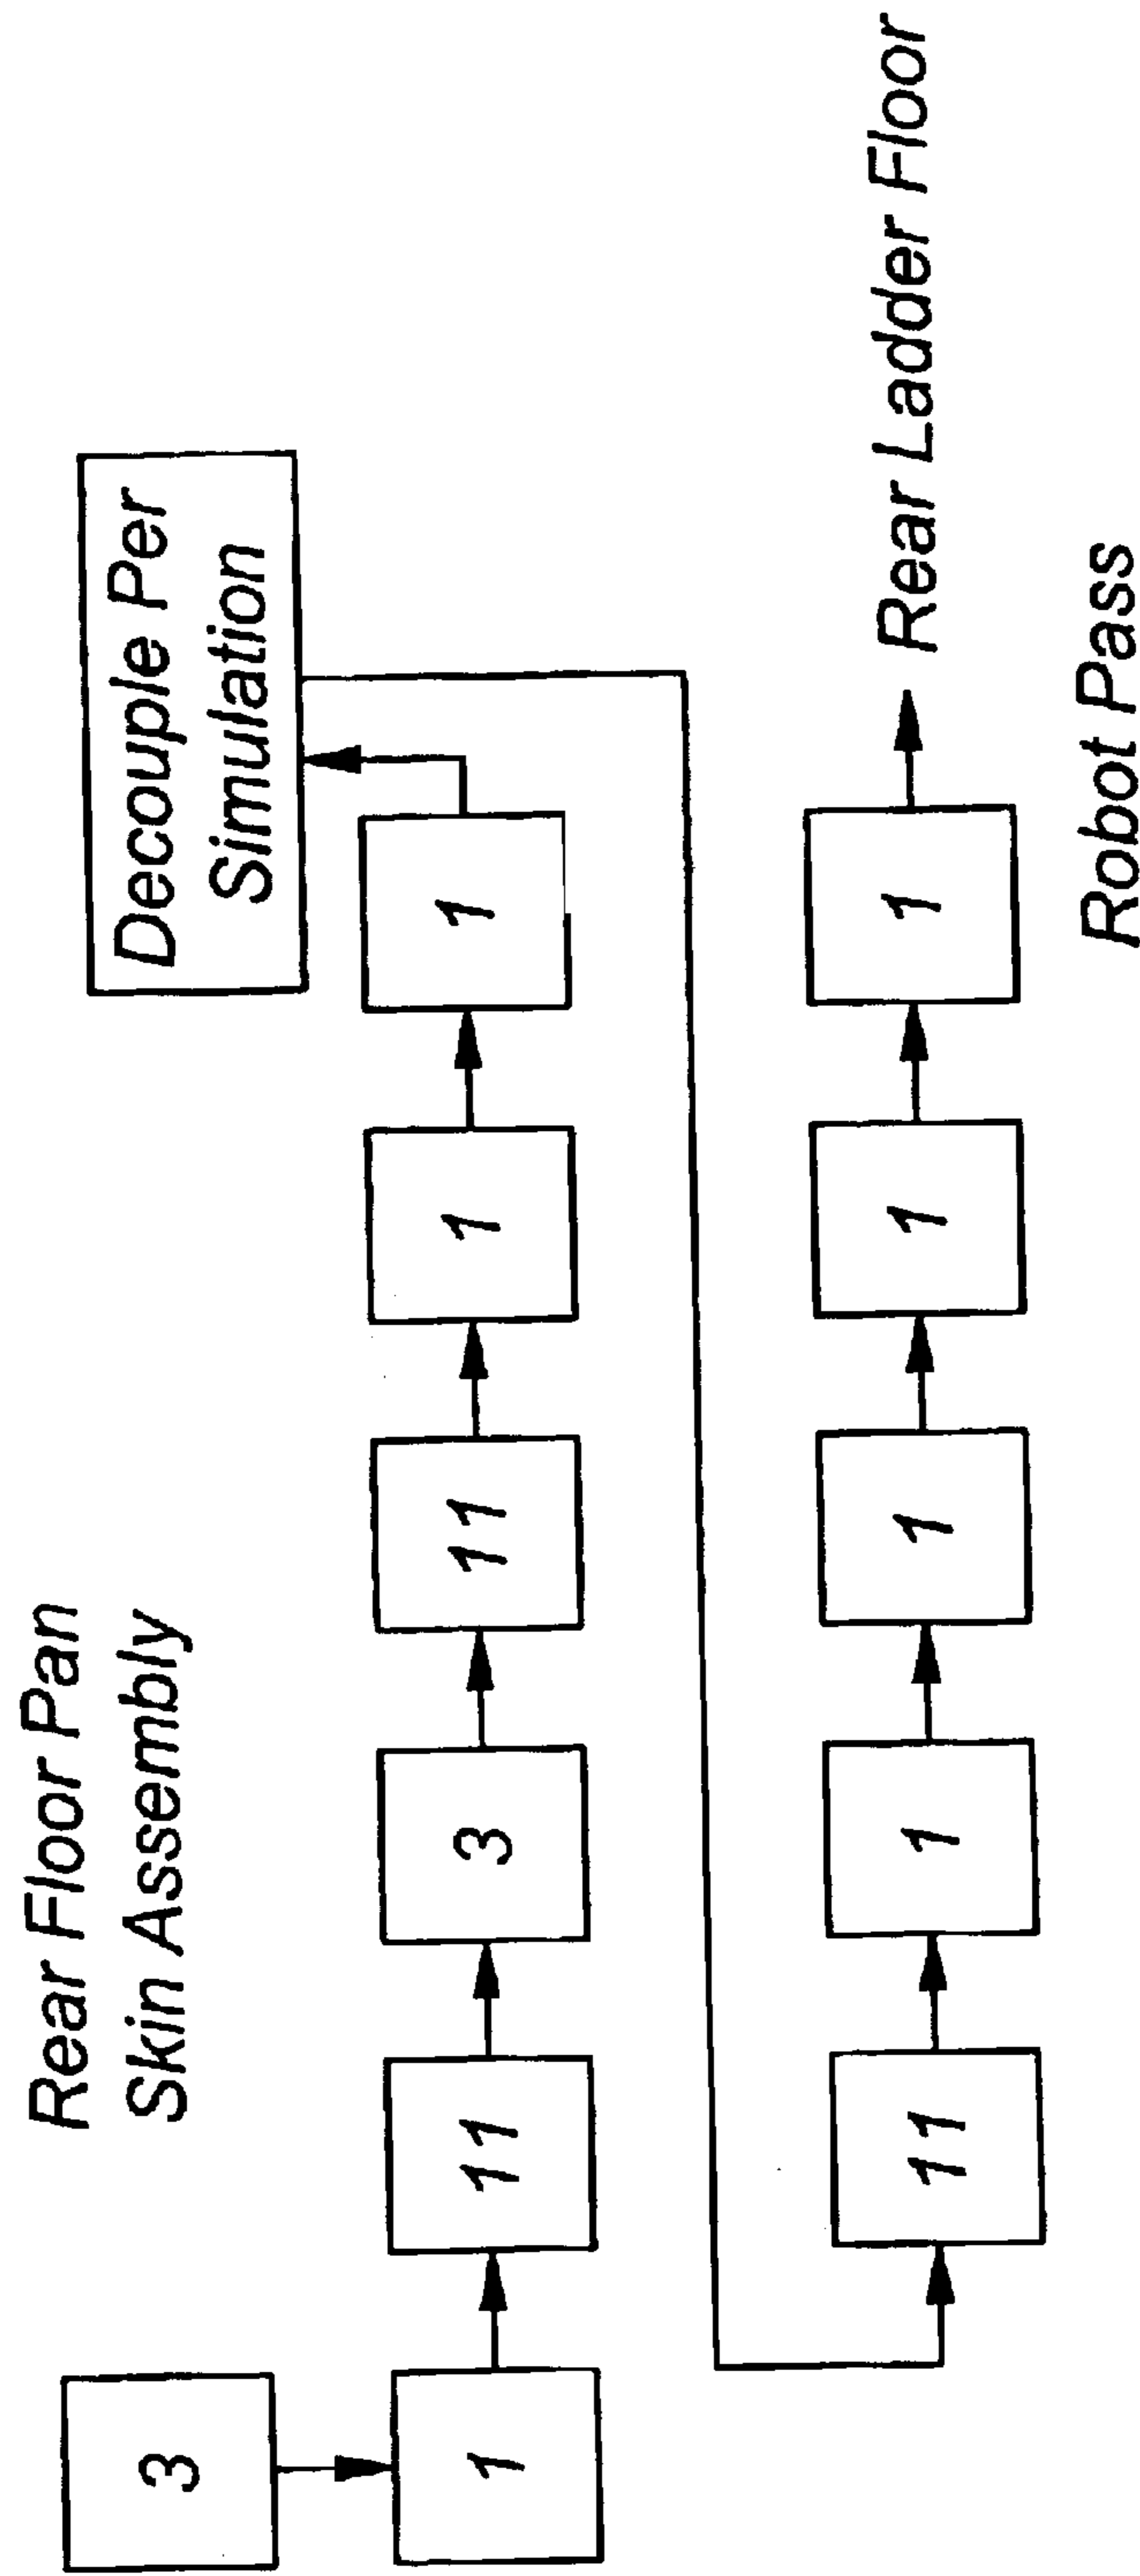 Rear Floor Pan
Skin Assembly
Decouple Per
Simulation
3
1
11
3
11
1
1
11
1
1
1
1
Rear Ladder Floor
Robot Pass